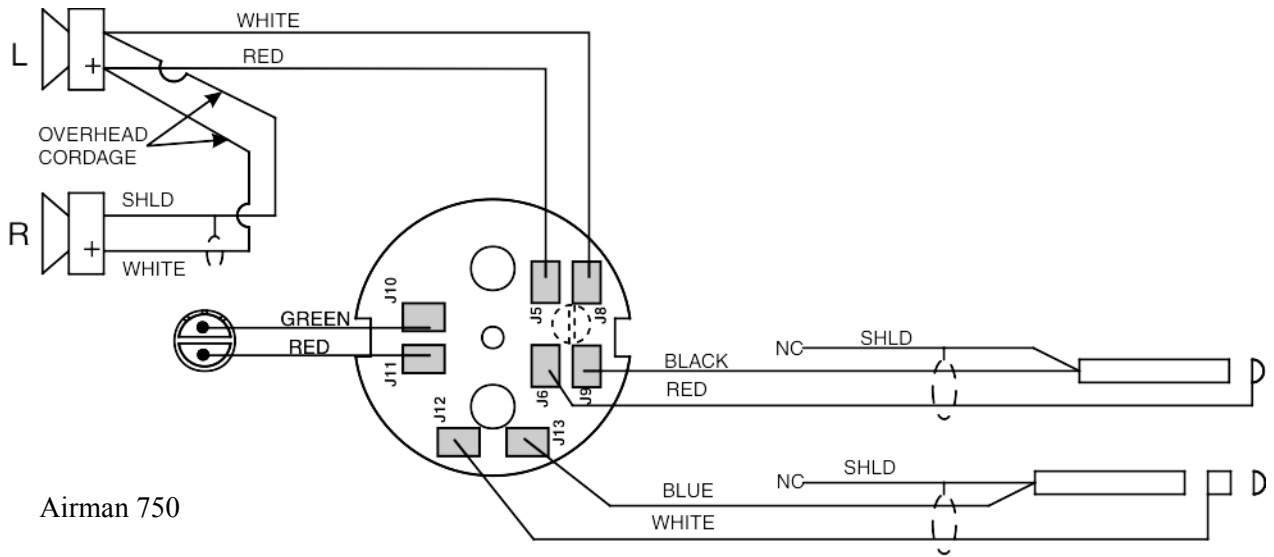 WHITE
L
RED
+
OVERHEAD
CORDAGE
SHLD
R
+
WHITE
J10
J5
J8
GREEN
RED
J11
J6
J9
BLACK
NC
SHLD
RED
J12
J13
NC
SHLD
BLUE
WHITE
Airman 750